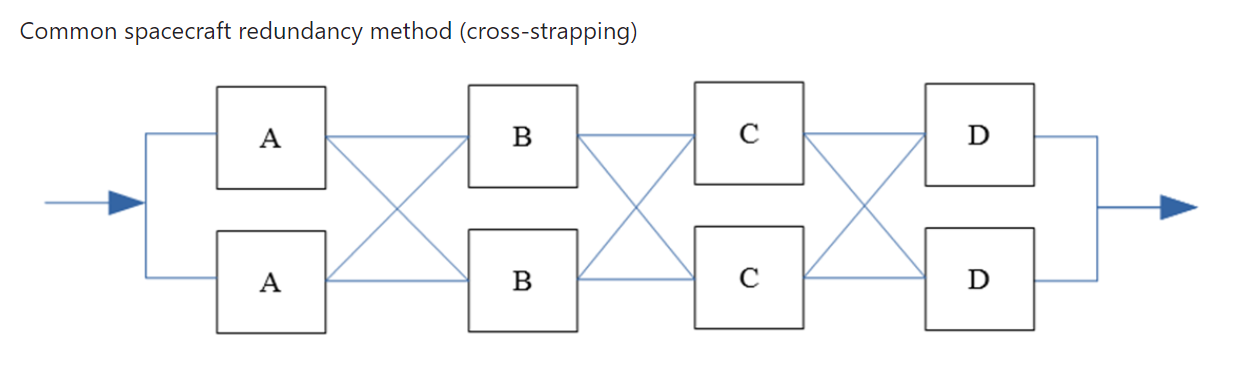 Common spacecraft redundancy method (cross-strapping)
A B C D
A B C D